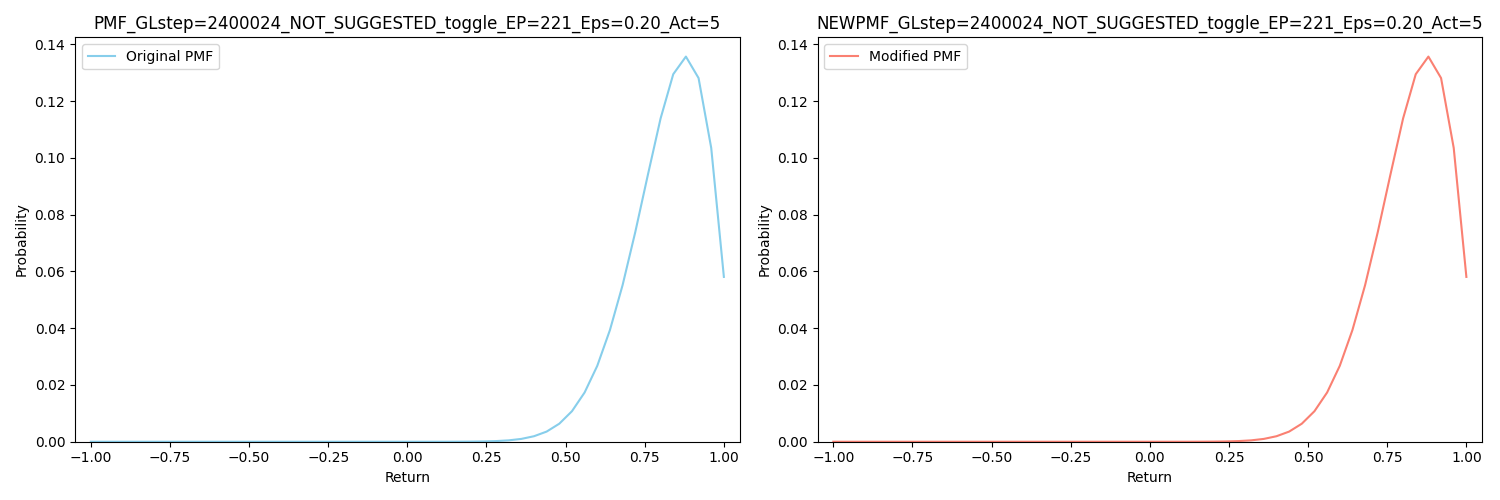 PMF_GLstep=2400024_NOT_SUGGESTED_toggle_EP=221_Eps=0.20_Act=5
Original PMF
Probability
0.14
0.12
0.10
0.08
0.06
0.04
0.02
0.00
−1.00 −0.75 −0.50 −0.25 0.00 0.25 0.50 0.75 1.00
Return
NEWPMF_GLstep=2400024_NOT_SUGGESTED_toggle_EP=221_Eps=0.20_Act=5
Modified PMF
Probability
0.14
0.12
0.10
0.08
0.06
0.04
0.02
0.00
−1.00 −0.75 −0.50 −0.25 0.00 0.25 0.50 0.75 1.00
Return